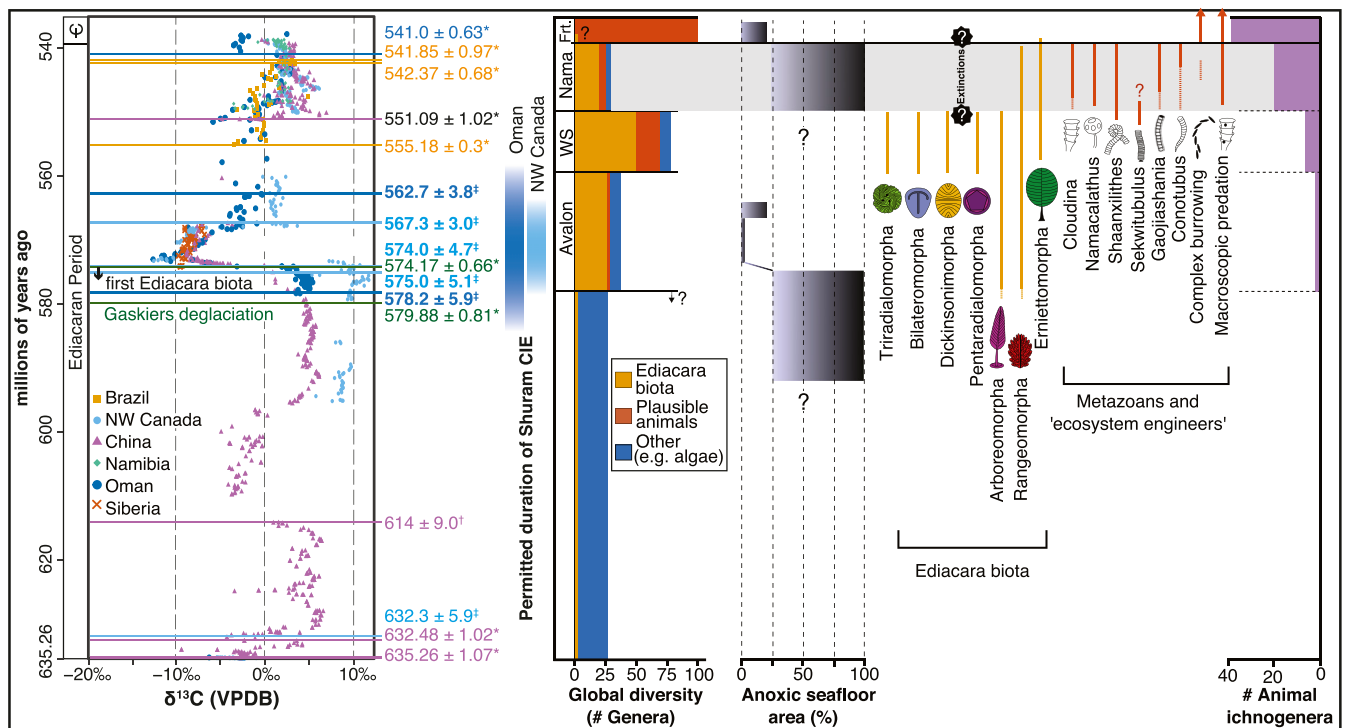 Ꞓ
540
560
580
600
620
635.26
millions of years ago
Ediacaran Period
first Ediacara biota
Gaskiers deglaciation
Brazil
NW Canada
China
Namibia
Oman
Siberia
−20‰
−10%
0%
10%
δ¹³C (VPDB)
541.0 ± 0.63*
541.85 ± 0.97*
542.37 ± 0.68*
551.09 ± 1.02*
555.18 ± 0.3*
562.7 ± 3.8‡
567.3 ± 3.0‡
574.0 ± 4.7‡
574.17 ± 0.66*
575.0 ± 5.1‡
578.2 ± 5.9‡
579.88 ± 0.81*
614 ± 9.0†
632.3 ± 5.9‡
632.48 ± 1.02*
635.26 ± 1.07*
Permitted duration of Shuram CIE
Oman
NW Canada
Frt.
Nama
WS
Avalon
?
?
Ediacara
biota
Plausible
animals
Other
(e.g. algae)
0
25
50
75
100
Global diversity
(# Genera)
?
?
0
25
50
75
100
Anoxic seafloor
area (%)
?
Extinctions
?
Triradialomorpha
Bilateromorpha
Dickinsonimorpha
Pentaradialomorpha
Arboreomorpha
Rangeomorpha
Erniettomorpha
Ediacara biota
?
Cloudina
Namacalathus
Shaanxilithes
Sekwitubulus
Gaojiashania
Conotubus
Complex burrowing
Macroscopic predation
Metazoans and
'ecosystem engineers'
40
20
0
# Animal
ichnogenera